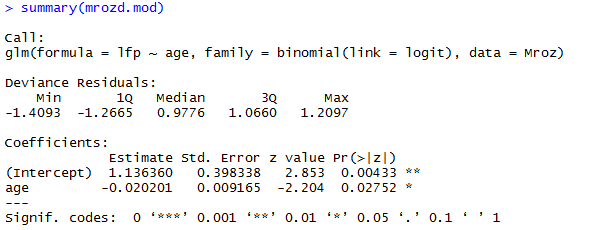 > summary(mrozd.mod)
Call:
glm(formula = lfp ~ age, family = binomial(link = logit), data = Mroz)
Deviance Residuals:
Min 1Q Median 3Q Max
-1.4093 -1.2665 0.9776 1.0660 1.2097
Coefficients:
Estimate Std. Error z value Pr(>|z|)
(Intercept) 1.136360 0.398338 2.853 0.00433 **
age -0.020201 0.009165 -2.204 0.02752 *
---
Signif. codes: 0 ‘***’ 0.001 ‘**’ 0.01 ‘*’ 0.05 ‘.’ 0.1 ‘ ’ 1